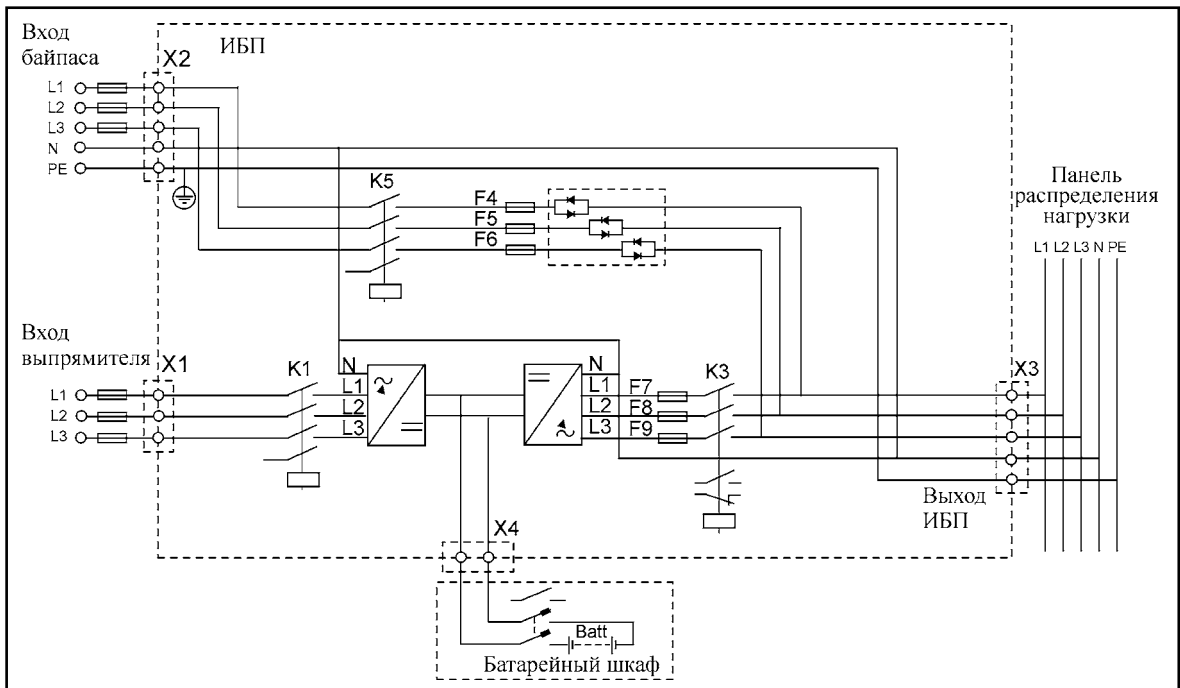 Вход
байпаса
ИБП
X2
L1
L2
L3
N
PE
K5
F4
F5
F6
Панель
распределения
нагрузки
L1 L2 L3 N PE
Вход
выпрямителя
X1
K1
N
L1
L2
L3
L1
L2
L3
N
L1
L2
L3
F7
F8
F9
K3
X3
Выход
ИБП
X4
Batt
Батарейный шкаф